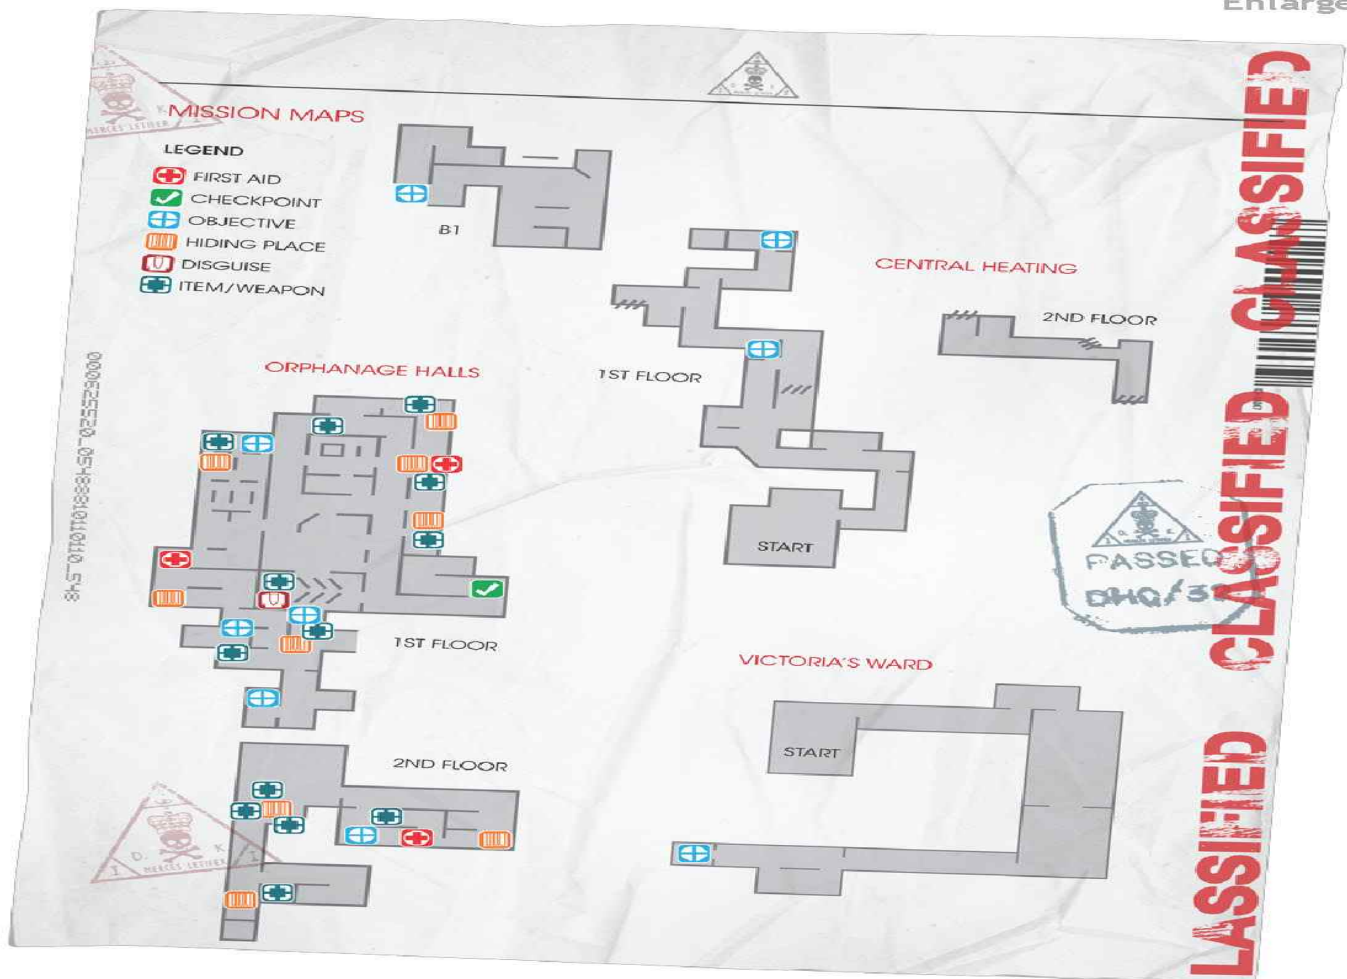 Enlarge
MISSION MAPS
LEGEND
FIRST AID
CHECKPOINT
OBJECTIVE
HIDING PLACE
DISGUISE
ITEM/WEAPON
B1
CENTRAL HEATING
2ND FLOOR
1ST FLOOR
START
ORPHANAGE HALLS
1ST FLOOR
2ND FLOOR
VICTORIA'S WARD
START
PASSED
CLASSIFIED
CLASSIFIED
LASSIFIED